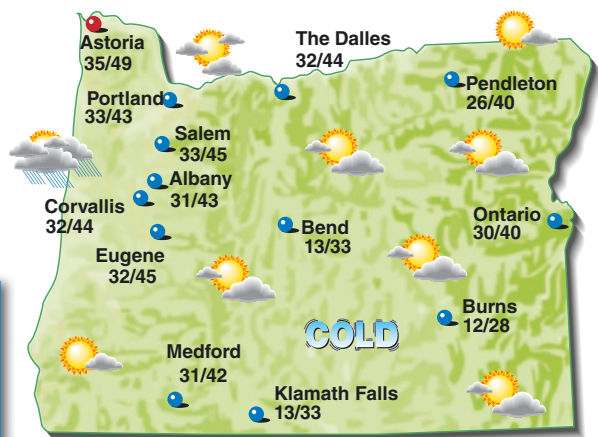 Astoria
35/49
The Dalles
32/44
Pendleton
26/40
Portland
33/43
Salem
33/45
Albany
31/43
Corvallis
32/44
Eugene
32/45
Bend
13/33
Ontario
30/40
Burns
12/28
COLD
Medford
31/42
Klamath Falls
13/33